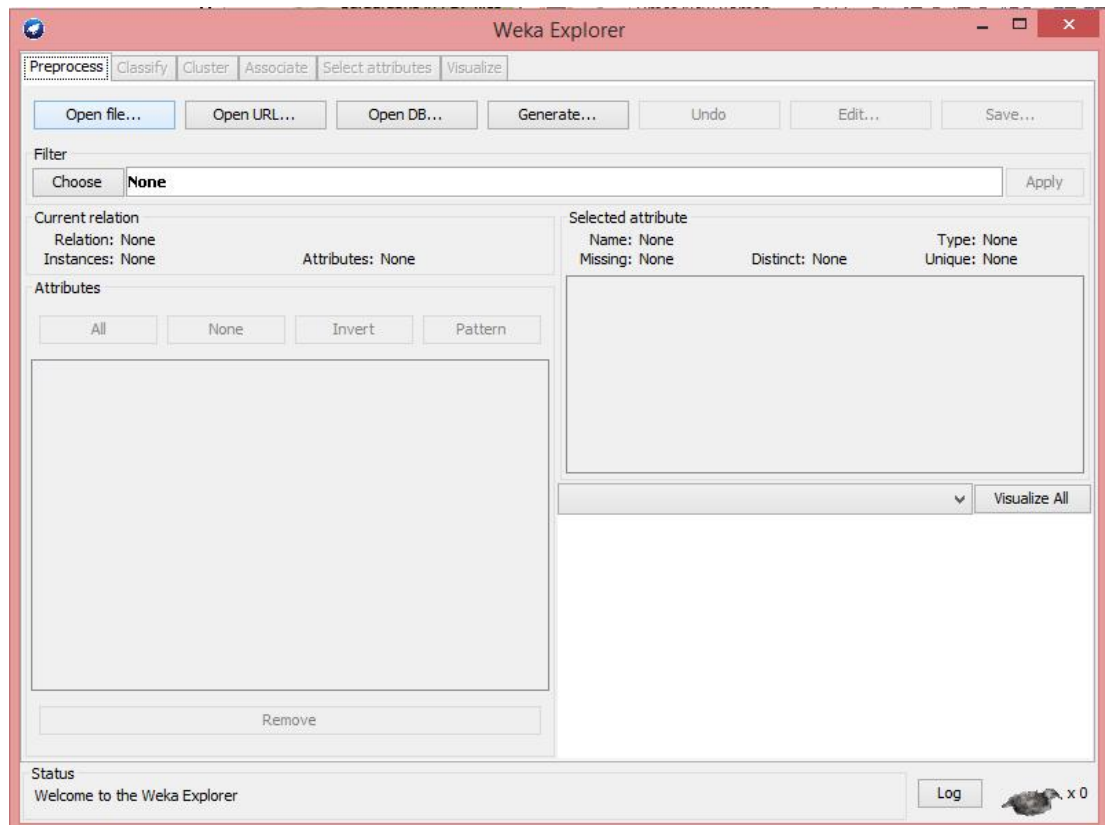 Weka Explorer
Preprocess Classify Cluster Associate Select attributes Visualize
Open file... Open URL... Open DB... Generate... Undo Edit... Save...
Filter
Choose None Apply
Current relation
Relation: None
Instances: None Attributes: None
Selected attribute
Name: None Type: None
Missing: None Distinct: None Unique: None
Attributes
All None Invert Pattern
Visualize All
Remove
Status
Welcome to the Weka Explorer
Log x 0